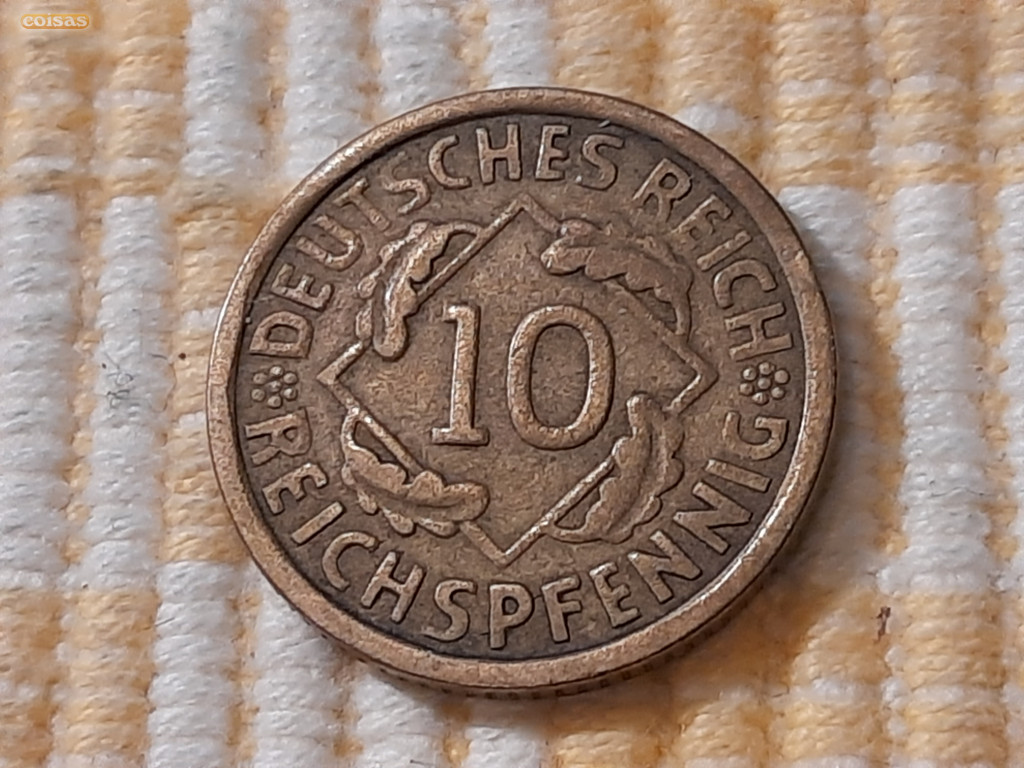 coisas
DEUTSCHES REICH
10
REICHSPFENNIG